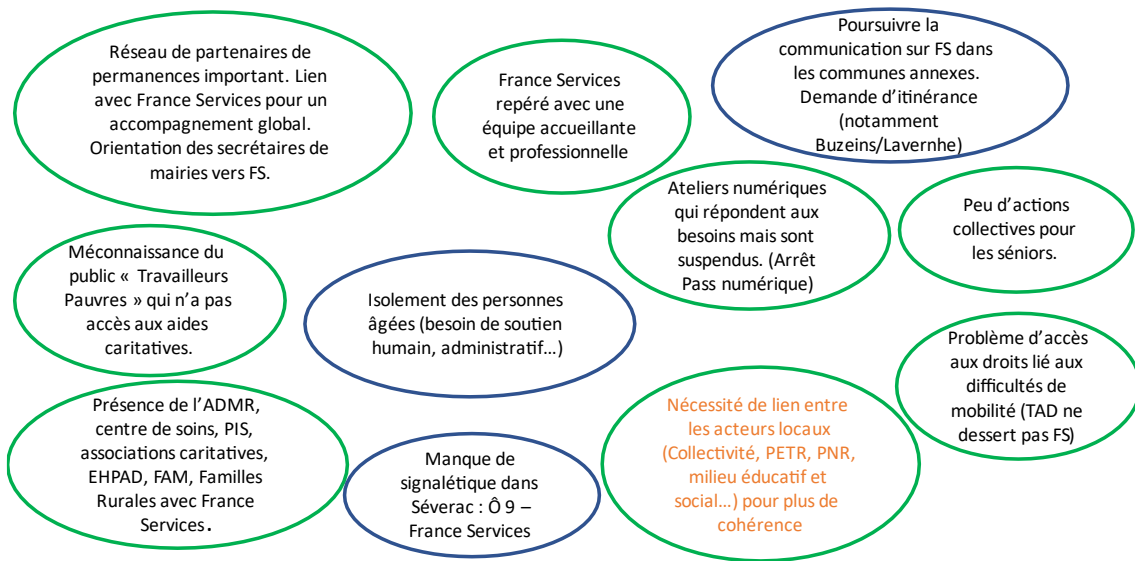 Réseau de partenaires de
permanences important. Lien
avec France Services pour un
accompagnement global.
Orientation des secrétaires de
mairies vers FS.
France Services
repéré avec une
équipe accueillante
et professionnelle
Poursuivre la
communication sur FS dans
les communes annexes.
Demande d’itinérance
(notamment
Buzeins/Lavernhe)
Ateliers numériques
qui répondent aux
besoins mais sont
suspendus. (Arrêt
Pass numérique)
Peu d’actions
collectives pour
les séniors.
Méconnaissance du
public « Travailleurs
Pauvres » qui n’a pas
accès aux aides
caritatives.
Isolement des personnes
âgées (besoin de soutien
humain, administratif…)
Problème d’accès
aux droits lié aux
difficultés de
mobilité (TAD ne
dessert pas FS)
Présence de l’ADMR,
centre de soins, PIS,
associations caritatives,
EHPAD, FAM, Familles
Rurales avec France
Services.
Manque de
signalétique dans
Séverac : Ô 9 –
France Services
Nécessité de lien entre
les acteurs locaux
(Collectivité, PETR, PNR,
milieu éducatif et
social…) pour plus de
cohérence